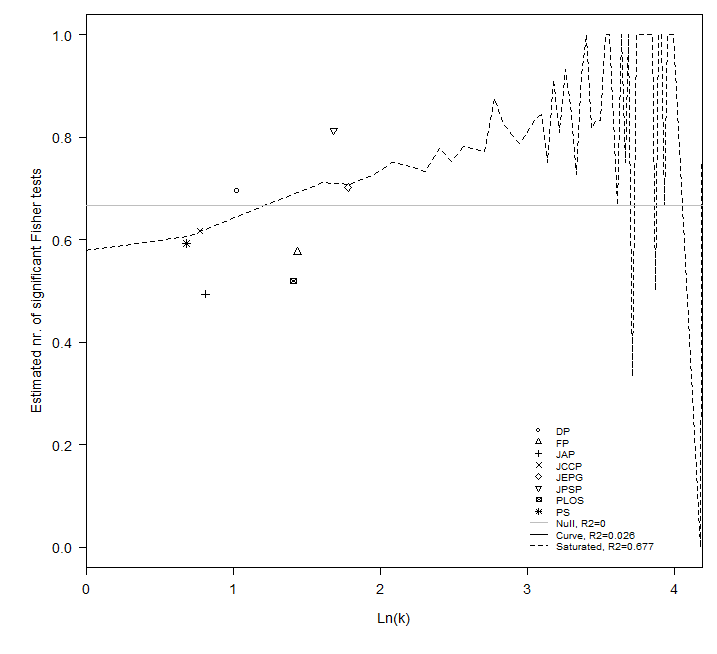 Estimated nr. of significant Fisher tests
1.0
0.8
0.6
0.4
0.2
0.0
DP
FP
JAP
JCCP
JEPG
JPSP
PLOS
PS
Null, R2=0
Curve, R2=0.026
Saturated, R2=0.677
0 1 2 3 4
Ln(k)